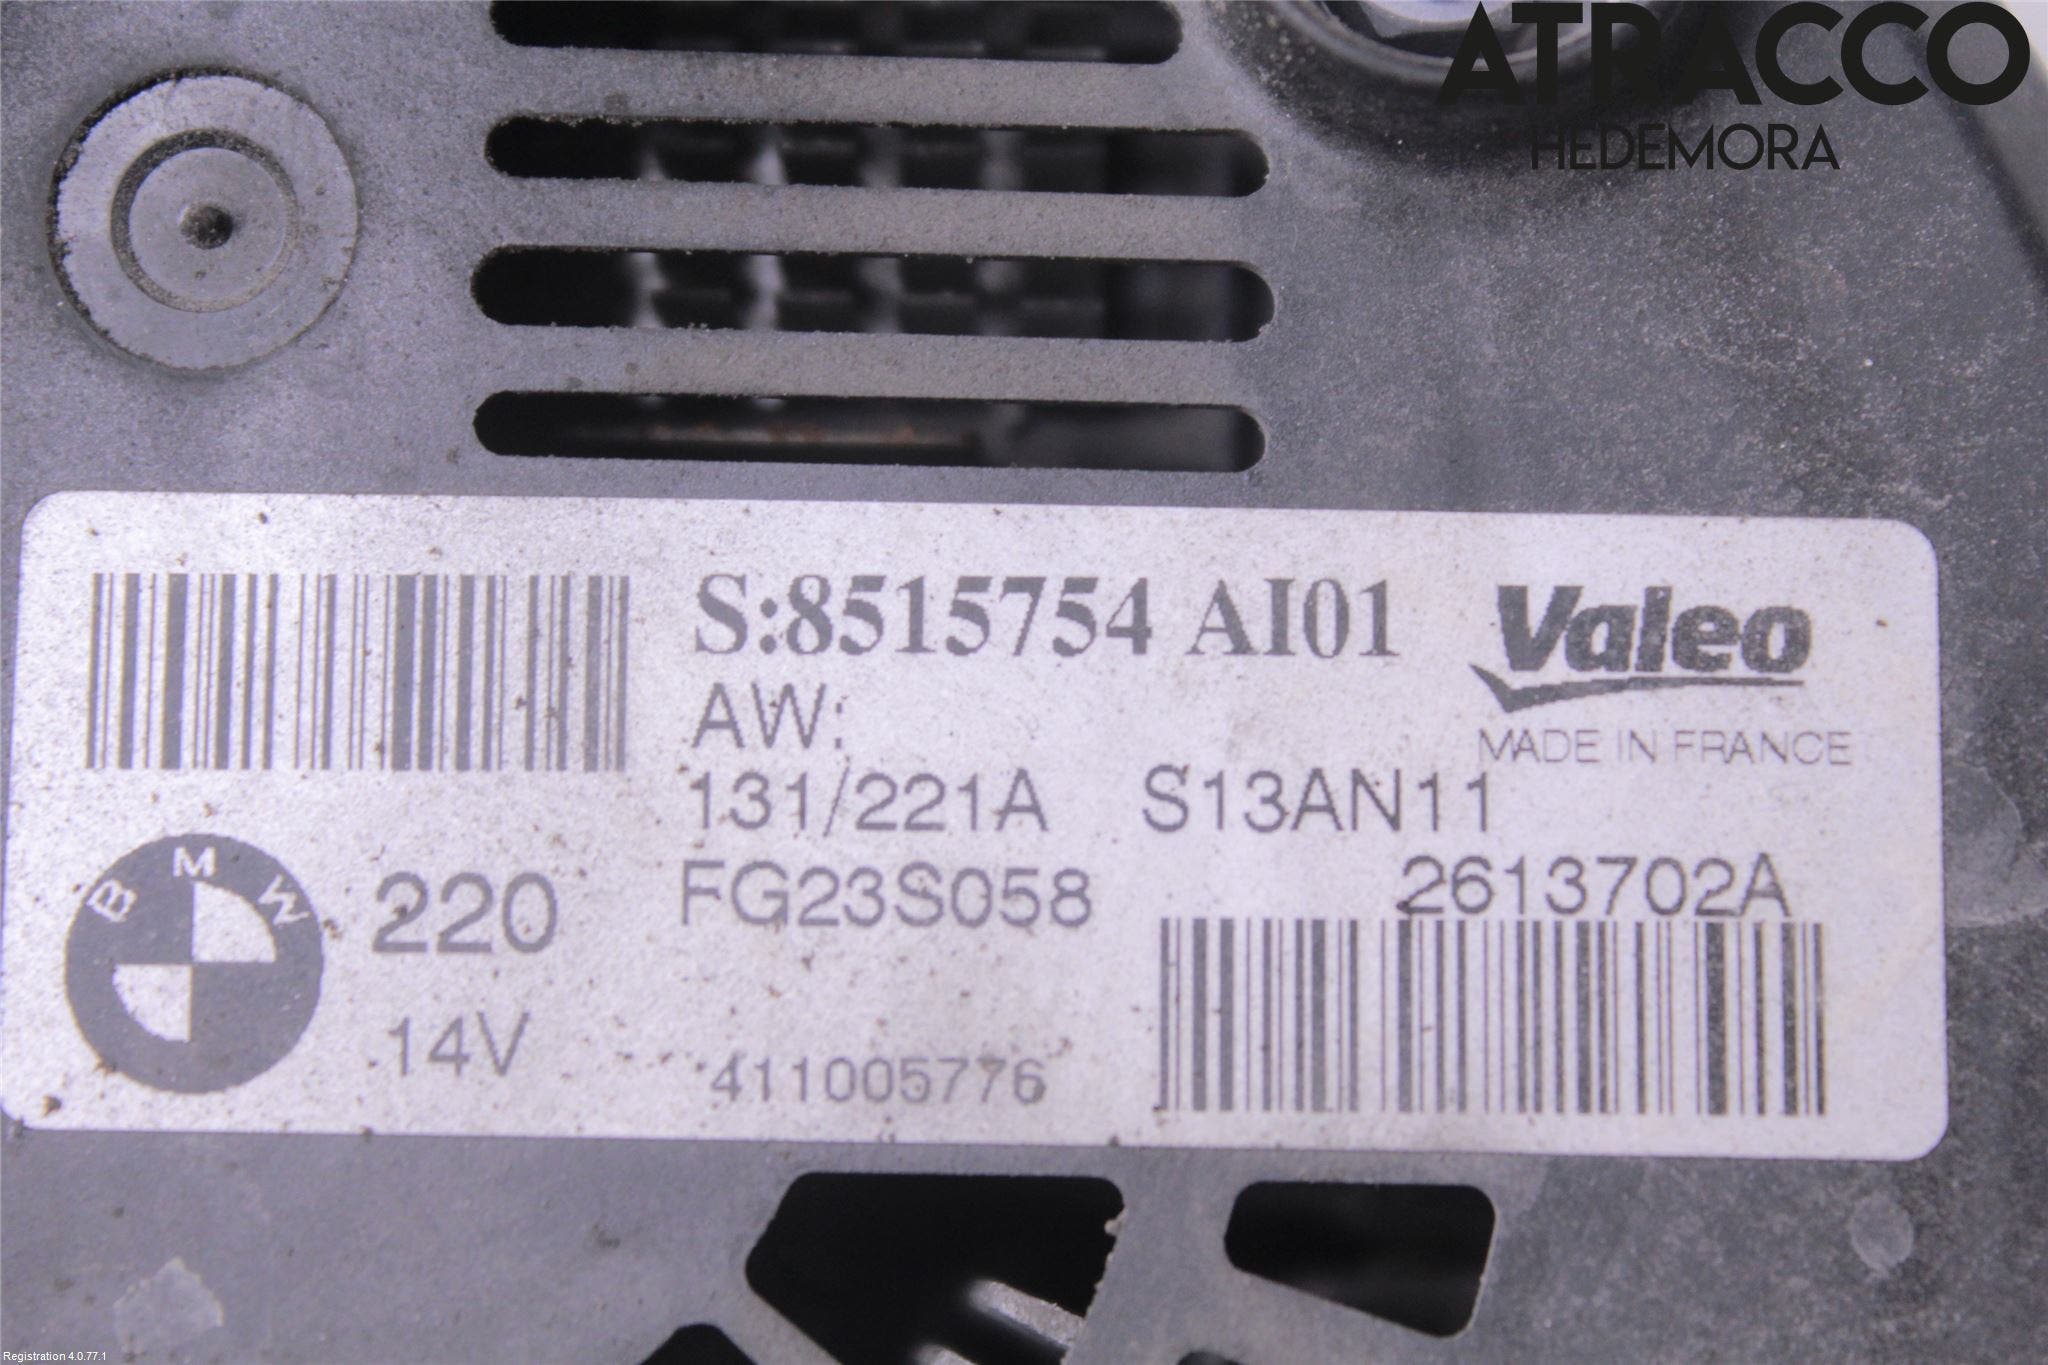 ATRACCO
HEDEMORA
S:8515754 AI01
Valeo
AW:
MADE IN FRANCE
131/221A S13AN11
BMW
220
FG23S058
2613702A
14V
411005776
Registration 4.0.77.1